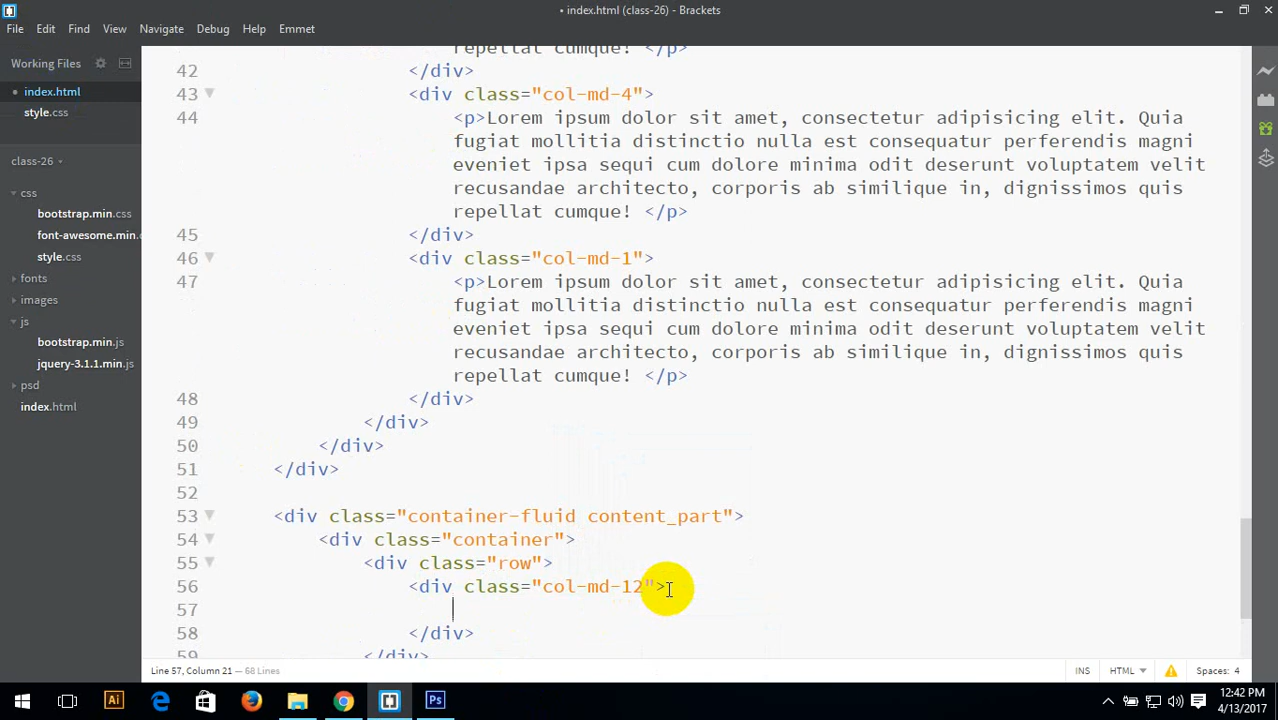 index.html (class-26) - Brackets
File Edit Find View Navigate Debug Help Emmet
Working Files
index.html
style.css
class-26
css
bootstrap.min.css
font-awesome.min.c
style.css
fonts
images
js
bootstrap.min.js
jquery-3.1.1.min.js
psd
index.html
repellat cumque! </p>
42 </div>
43 <div class="col-md-4">
44 <p>Lorem ipsum dolor sit amet, consectetur adipisicing elit. Quia
fugiat mollitia distinctio nulla est consequatur perferendis magni
eveniet ipsa sequi cum dolore minima odit deserunt voluptatem velit
recusandae architecto, corporis ab similique in, dignissimos quis
repellat cumque! </p>
45 </div>
46 <div class="col-md-1">
47 <p>Lorem ipsum dolor sit amet, consectetur adipisicing elit. Quia
fugiat mollitia distinctio nulla est consequatur perferendis magni
eveniet ipsa sequi cum dolore minima odit deserunt voluptatem velit
recusandae architecto, corporis ab similique in, dignissimos quis
repellat cumque! </p>
48 </div>
49 </div>
50 </div>
51 </div>
52
53 <div class="container-fluid content_part">
54 <div class="container">
55 <div class="row">
56 <div class="col-md-12">
57
58 </div>
59 </div>
Line 57, Column 21 — 68 Lines
INS HTML Spaces: 4
Ai Ps
12:42 PM
4/13/2017